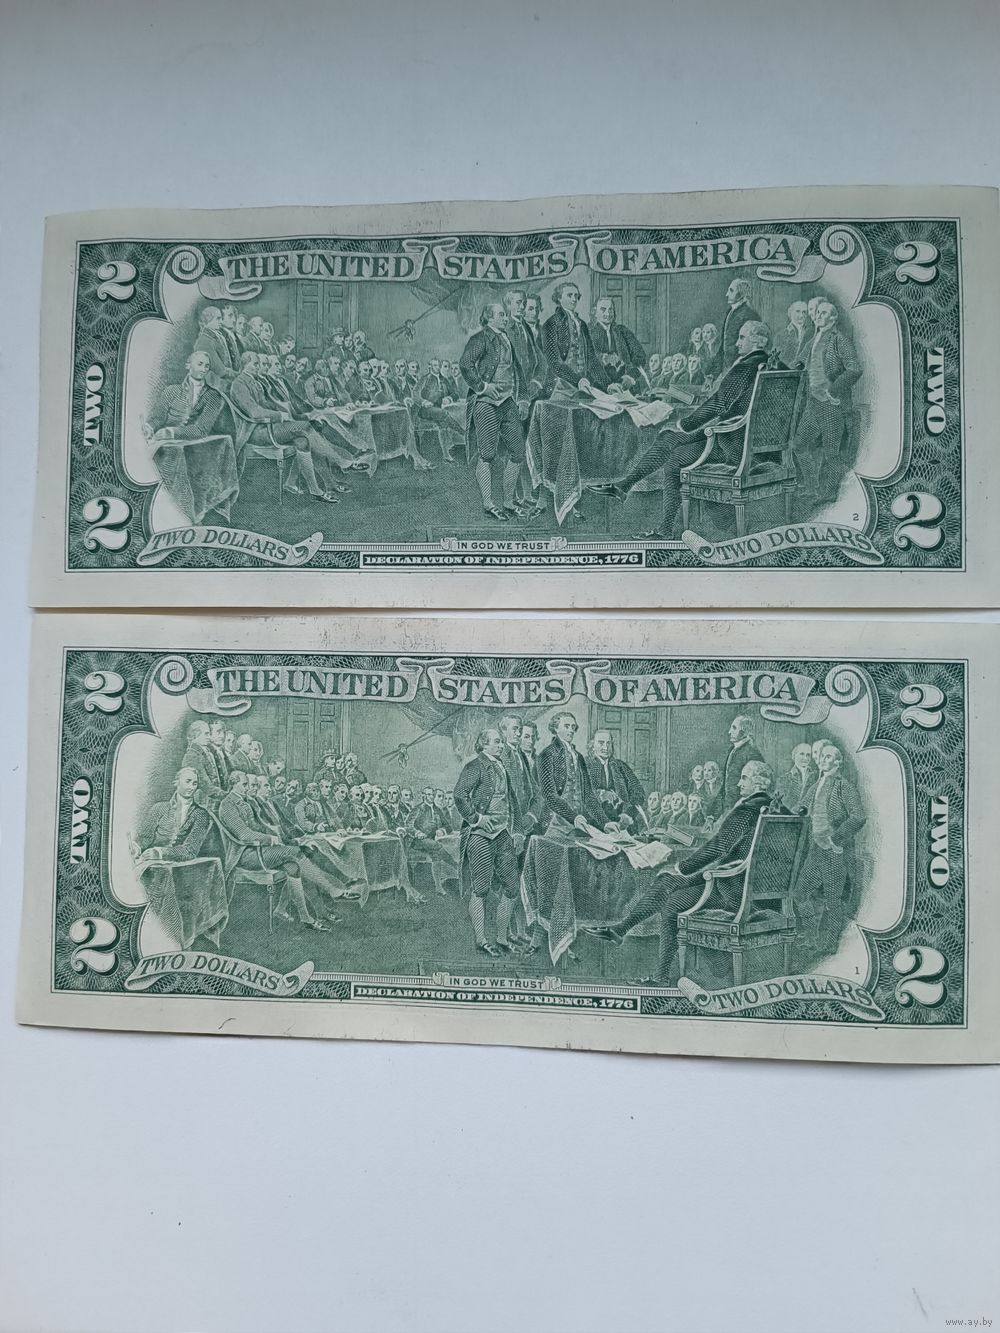 THE UNITED STATES OF AMERICA
2 2
TWO TWO
2 2
2
TWO DOLLARS IN GOD WE TRUST TWO DOLLARS
DECLARATION OF INDEPENDENCE, 1776
THE UNITED STATES OF AMERICA
2 2
TWO TWO
2 2
1
TWO DOLLARS IN GOD WE TRUST TWO DOLLARS
DECLARATION OF INDEPENDENCE, 1776
www.ay.by